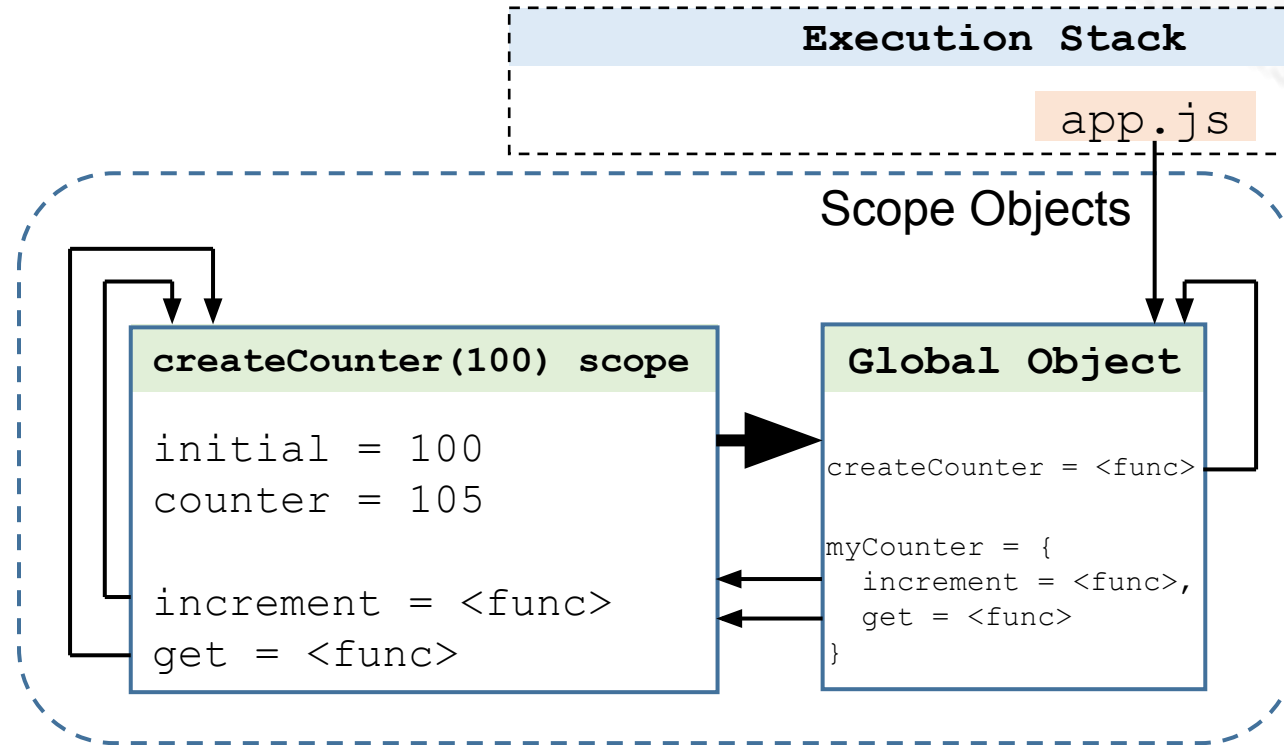 Execution Stack
app.js
Scope Objects
createCounter(100) scope
initial = 100
counter = 105
increment = <func>
get = <func>
Global Object
createCounter = <func>
myCounter = {
increment = <func>,
get = <func>
}